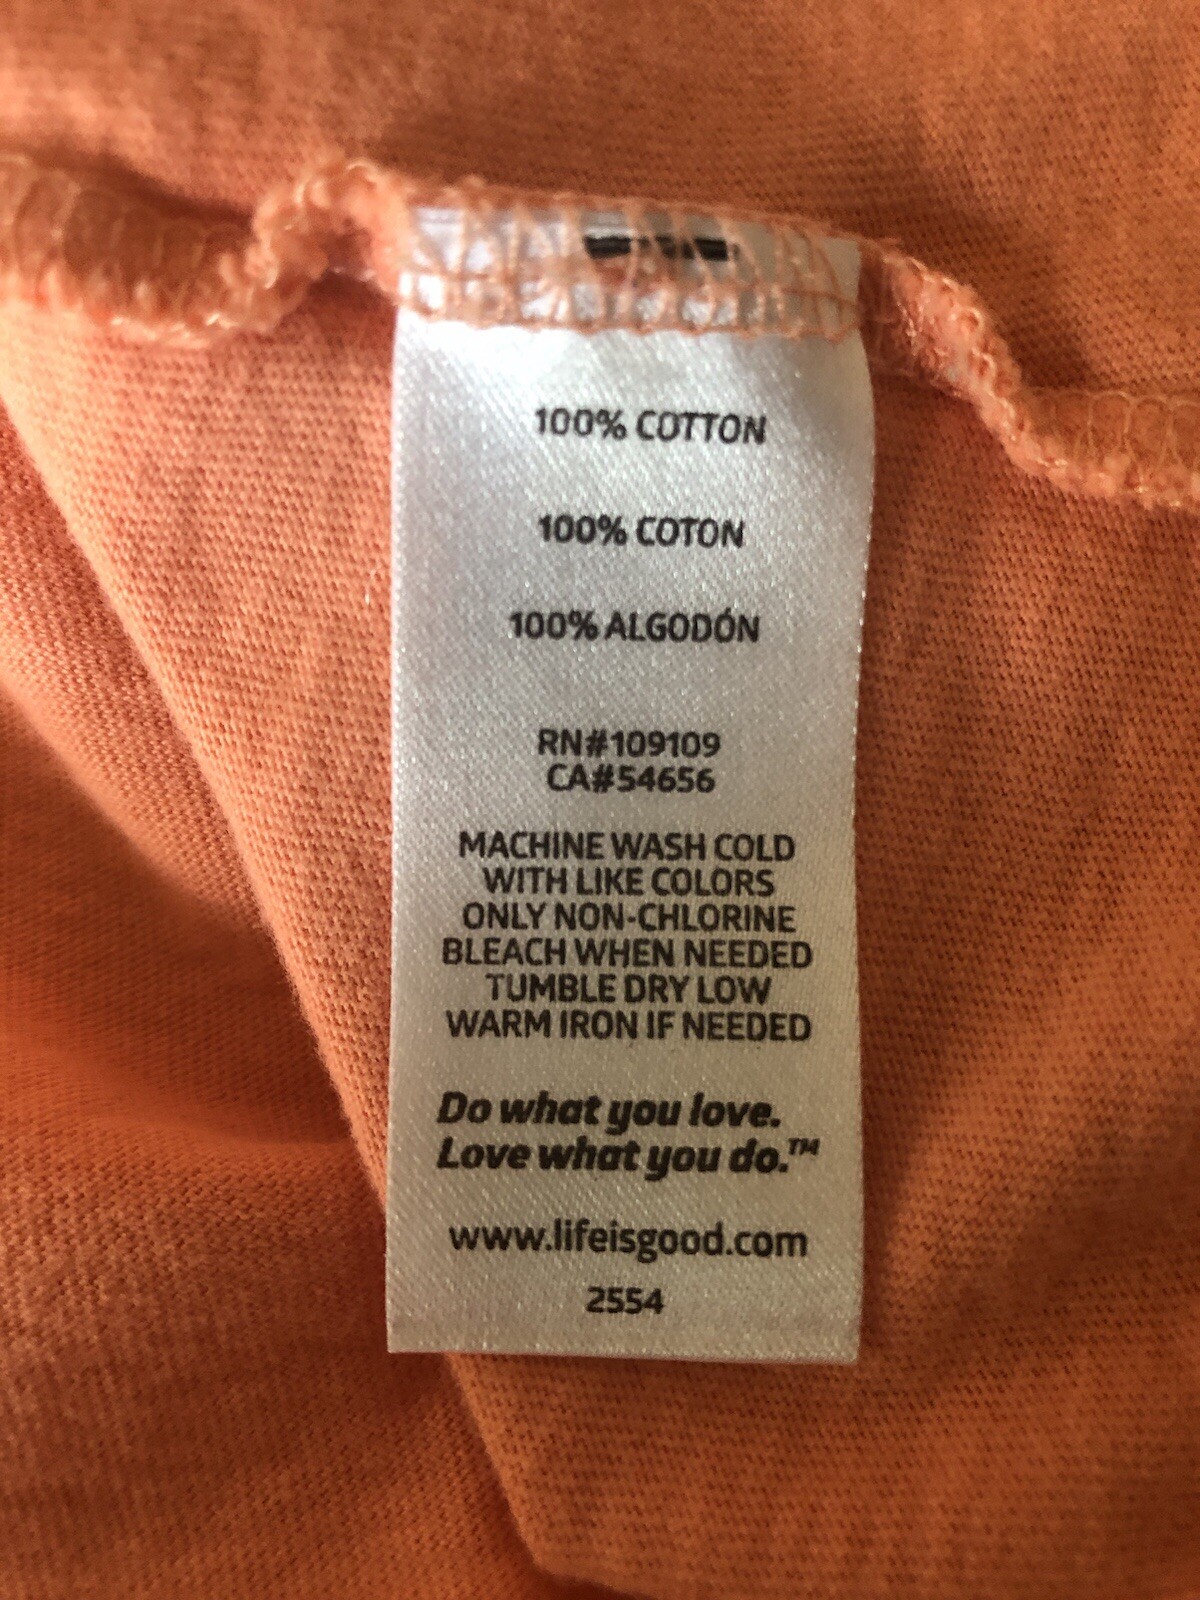 100% COTTON
100% COTON
100% ALGODÓN
RN#109109
CA#54656
MACHINE WASH COLD
WITH LIKE COLORS
ONLY NON-CHLORINE
BLEACH WHEN NEEDED
TUMBLE DRY LOW
WARM IRON IF NEEDED
Do what you love.
Love what you do.™
www.lifeisgood.com
2554